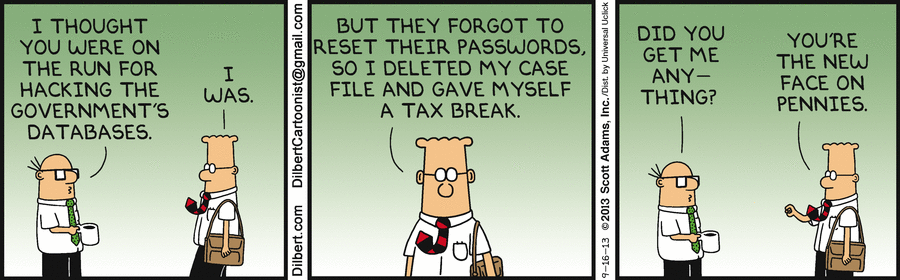 I THOUGHT
YOU WERE ON
THE RUN FOR
HACKING THE
GOVERNMENT'S
DATABASES.
I
WAS.
Dilbert.com DilbertCartoonist@gmail.com
BUT THEY FORGOT TO
RESET THEIR PASSWORDS,
SO I DELETED MY CASE
FILE AND GAVE MYSELF
A TAX BREAK.
9-16-13 ©2013 Scott Adams, Inc. /Dist. by Universal Uclick
DID YOU
GET ME
ANY-
THING?
YOU'RE
THE NEW
FACE ON
PENNIES.